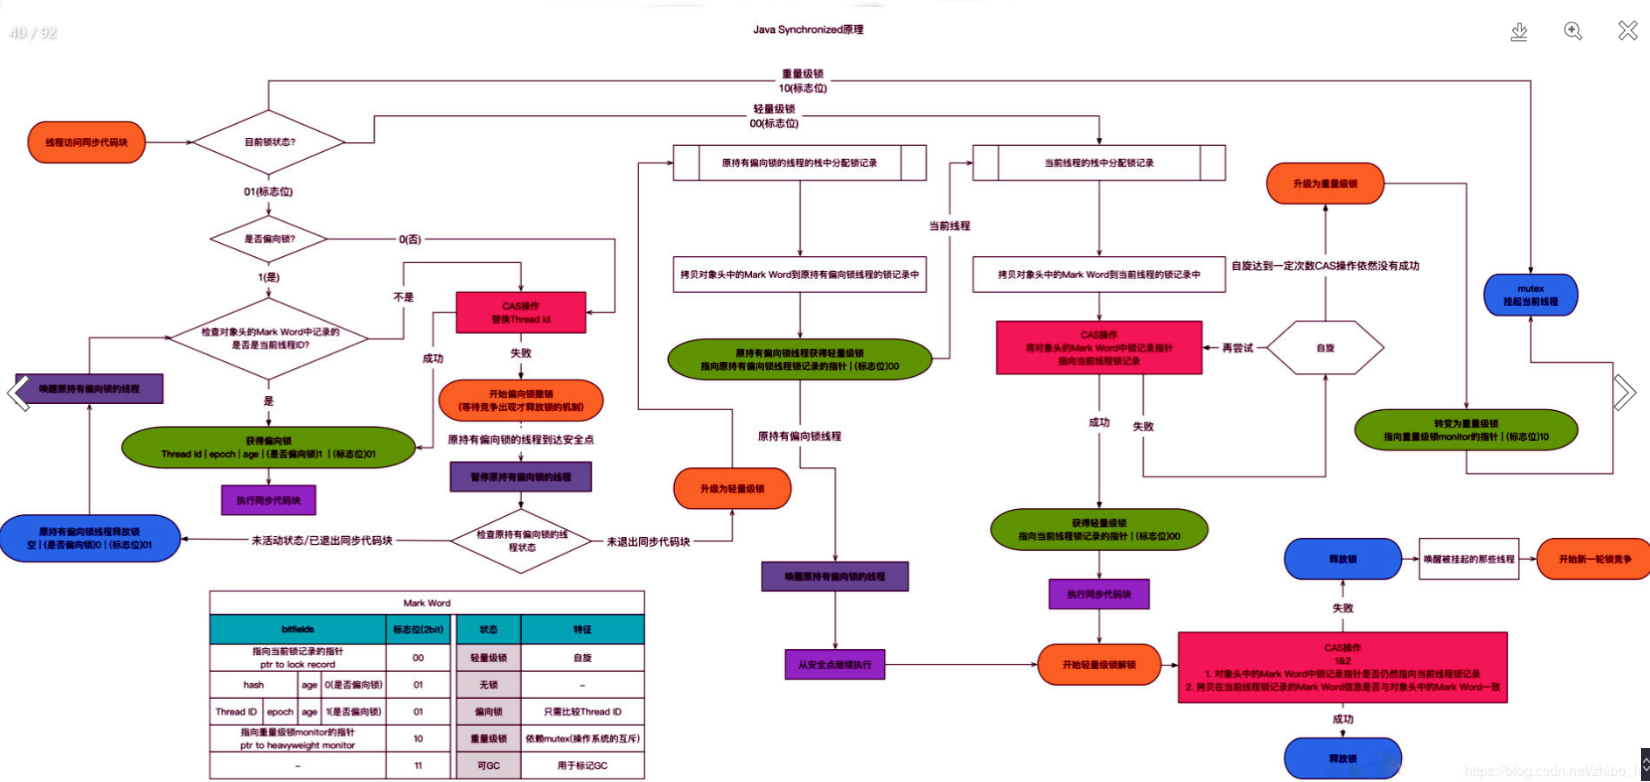 40 / 92
Java Synchronized原理
重量级锁
10(标志位)
轻量级锁
00(标志位)
线程访问同步代码块
目前锁状态?
01(标志位)
是否偏向锁?
0(否)
1(是)
不是
检查对象头的Mark Word中记录的
是否是当前线程ID?
是
CAS操作
替换Thread Id
成功
失败
获得偏向锁
Thread Id | epoch | age | (是否偏向锁)1 | (标志位)01
执行同步代码块
唤醒原持有偏向锁的线程
原持有偏向锁线程释放锁
空 | (是否偏向锁)0 | (标志位)01
开始偏向锁撤销
(等待竞争出现才释放锁的机制)
原持有偏向锁的线程到达安全点
暂停原持有偏向锁的线程
检查原持有偏向锁的线
程状态
未活动状态/已退出同步代码块
未退出同步代码块
升级为轻量级锁
原持有偏向锁的线程的栈中分配锁记录
拷贝对象头中的Mark Word到原持有偏向锁线程的锁记录中
原持有偏向锁线程获得轻量级锁
指向原持有偏向锁线程锁记录的指针 | (标志位)00
原持有偏向锁线程
唤醒原持有偏向锁的线程
从安全点继续执行
当前线程
当前线程的栈中分配锁记录
拷贝对象头中的Mark Word到当前线程的锁记录中
CAS操作
将对象头的Mark Word中锁记录指针
指向当前线程锁记录
再尝试
自旋
成功
失败
自旋达到一定次数CAS操作依然没有成功
升级为重量级锁
mutex
挂起当前线程
转变为重量级锁
指向重量级锁monitor的指针 | (标志位)10
获得轻量级锁
指向当前线程锁记录的指针 | (标志位)00
执行同步代码块
开始轻量级锁解锁
CAS操作
1&2
1. 对象头中的Mark Word中锁记录指针是否仍然指向当前线程锁记录
2. 拷贝在当前线程锁记录的Mark Word信息是否与对象头中的Mark Word一致
失败
释放锁
唤醒被挂起的那些线程
开始新一轮锁竞争
成功
释放锁
Mark Word
bitfields 标志位(2bit) 状态 特征
指向当前锁记录的指针
ptr to lock record 00 轻量级锁 自旋
hash age 0(是否偏向锁) 01 无锁 –
Thread ID epoch age 1(是否偏向锁) 01 偏向锁 只需比较Thread ID
指向重量级锁monitor的指针
ptr to heavyweight monitor 10 重量级锁 依赖mutex(操作系统的互斥)
– 11 可GC 用于标记GC